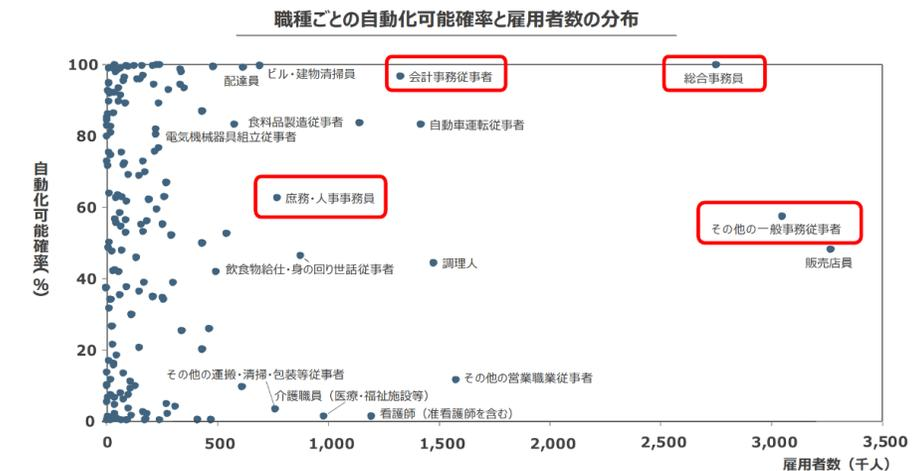 職種ごとの自動化可能確率と雇用者数の分布
自動化可能確率(%)
100
80
60
40
20
0
配達員
ビル・建物清掃員
会計事務従事者
総合事務員
電気機械器具組立従事者
食料品製造従事者
自動車運転従事者
庶務・人事事務員
その他の一般事務従事者
販売店員
飲食物給仕・身の回り世話従事者
調理人
その他の運搬・清掃・包装等従事者
その他の営業職業従事者
介護職員（医療・福祉施設等）
看護師（准看護師を含む）
0
500
1,000
1,500
2,000
2,500
3,000
3,500
雇用者数（千人）